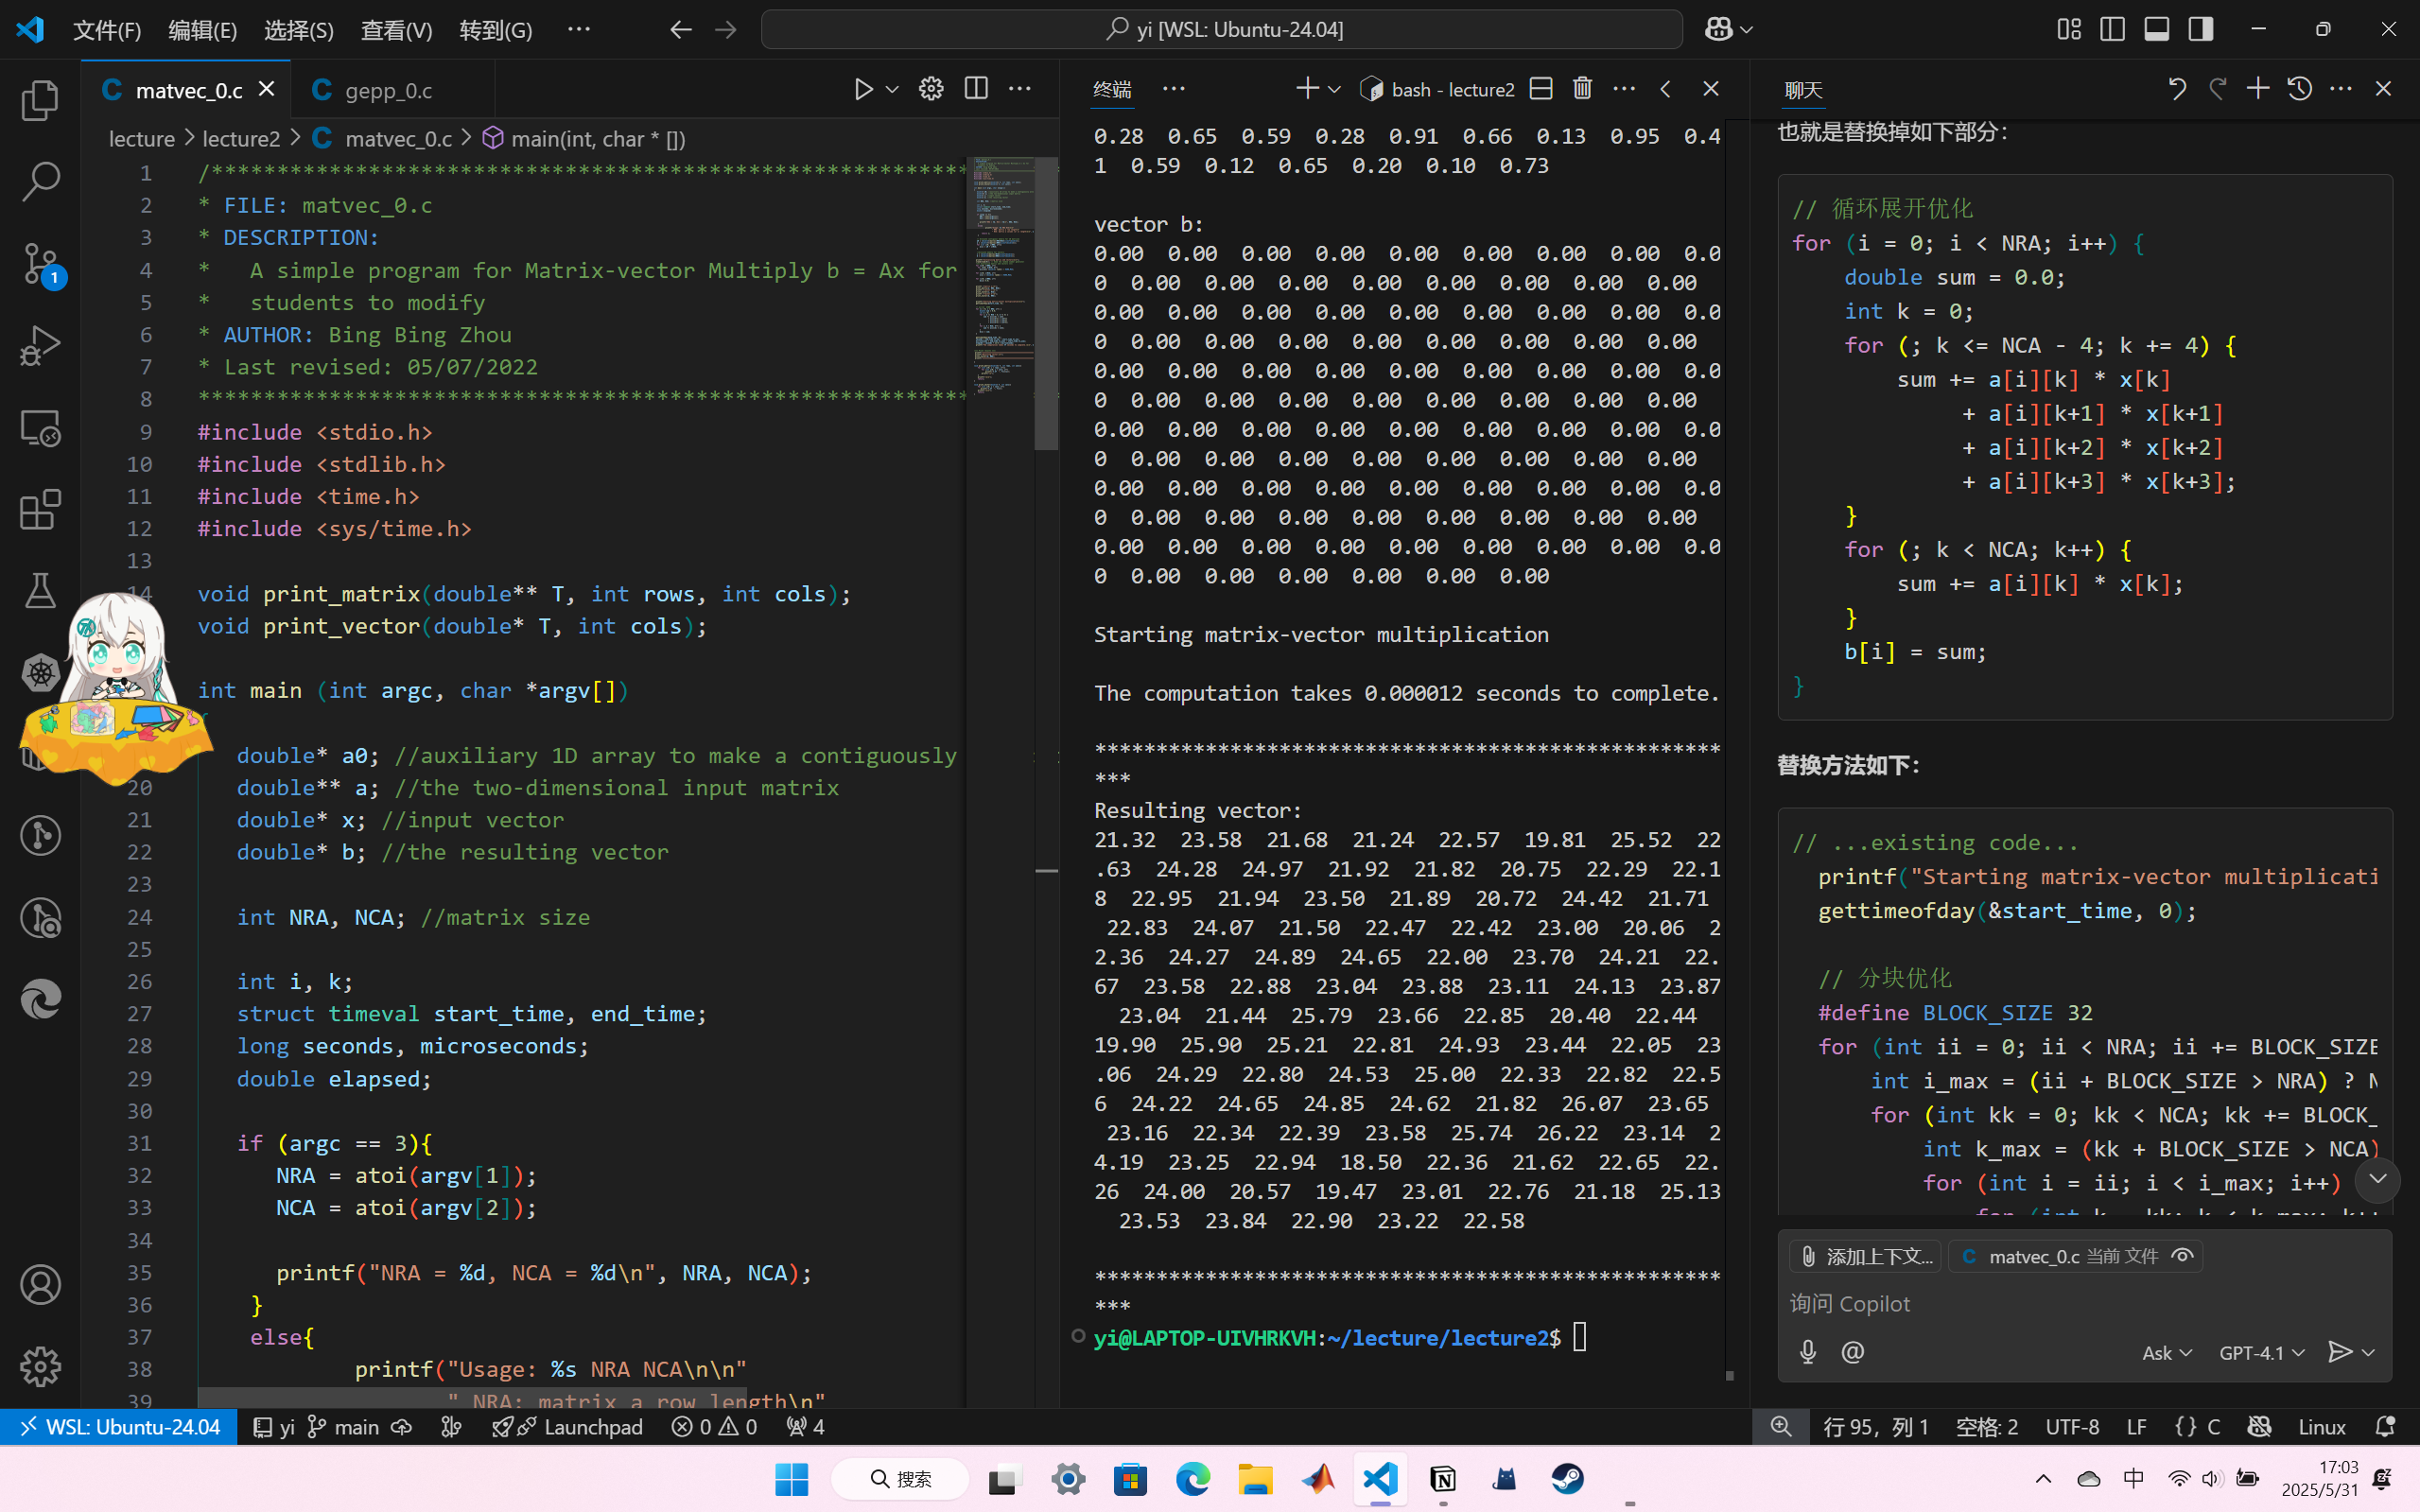 文件(F) 编辑(E) 选择(S) 查看(V) 转到(G) ··· yi [WSL: Ubuntu-24.04]
matvec_0.c gepp_0.c
lecture > lecture2 > C matvec_0.c > main(int, char * [])
1 /***********************************************************
2 * FILE: matvec_0.c
3 * DESCRIPTION:
4 *   A simple program for Matrix-vector Multiply b = Ax for
5 *   students to modify
6 * AUTHOR: Bing Bing Zhou
7 * Last revised: 05/07/2022
8 ***********************************************************
9 #include <stdio.h>
10 #include <stdlib.h>
11 #include <time.h>
12 #include <sys/time.h>
13
14 void print_matrix(double** T, int rows, int cols);
void print_vector(double* T, int cols);
int main (int argc, char *argv[])
double* a0; //auxiliary 1D array to make a contiguously
20 double** a; //the two-dimensional input matrix
21 double* x; //input vector
22 double* b; //the resulting vector
23
24 int NRA, NCA; //matrix size
25
26 int i, k;
27 struct timeval start_time, end_time;
28 long seconds, microseconds;
29 double elapsed;
30
31 if (argc == 3){
32 NRA = atoi(argv[1]);
33 NCA = atoi(argv[2]);
34
35 printf("NRA = %d, NCA = %d\n", NRA, NCA);
36 }
37 else{
38 printf("Usage: %s NRA NCA\n\n"
39 " NRA: matrix a row length\n"
终端 ··· bash - lecture2
0.28  0.65  0.59  0.28  0.91  0.66  0.13  0.95  0.4
1  0.59  0.12  0.65  0.20  0.10  0.73
vector b:
0.00  0.00  0.00  0.00  0.00  0.00  0.00  0.00  0.0
0  0.00  0.00  0.00  0.00  0.00  0.00  0.00  0.00
0.00  0.00  0.00  0.00  0.00  0.00  0.00  0.00  0.0
0  0.00  0.00  0.00  0.00  0.00  0.00  0.00  0.00
0.00  0.00  0.00  0.00  0.00  0.00  0.00  0.00  0.0
0  0.00  0.00  0.00  0.00  0.00  0.00  0.00  0.00
0.00  0.00  0.00  0.00  0.00  0.00  0.00  0.00  0.0
0  0.00  0.00  0.00  0.00  0.00  0.00  0.00  0.00
0.00  0.00  0.00  0.00  0.00  0.00  0.00  0.00  0.0
0  0.00  0.00  0.00  0.00  0.00  0.00  0.00  0.00
0.00  0.00  0.00  0.00  0.00  0.00  0.00  0.00  0.0
0  0.00  0.00  0.00  0.00  0.00  0.00
Starting matrix-vector multiplication
The computation takes 0.000012 seconds to complete.
***************************************************
***
Resulting vector:
21.32  23.58  21.68  21.24  22.57  19.81  25.52  22
.63  24.28  24.97  21.92  21.82  20.75  22.29  22.1
8  22.95  21.94  23.50  21.89  20.72  24.42  21.71
22.83  24.07  21.50  22.47  22.42  23.00  20.06  2
2.36  24.27  24.89  24.65  22.00  23.70  24.21  22.
67  23.58  22.88  23.04  23.88  23.11  24.13  23.87
23.04  21.44  25.79  23.66  22.85  20.40  22.44
19.90  25.90  25.21  22.81  24.93  23.44  22.05  23
.06  24.29  22.80  24.53  25.00  22.33  22.82  22.5
6  24.22  24.65  24.85  24.62  21.82  26.07  23.65
23.16  22.34  22.39  23.58  25.74  26.22  23.14  2
4.19  23.25  22.94  18.50  22.36  21.62  22.65  22.
26  24.00  20.57  19.47  23.01  22.76  21.18  25.13
23.53  23.84  22.90  23.22  22.58
***************************************************
***
yi@LAPTOP-UIVHRKVH:~/lecture/lecture2$
聊天
也就是替换掉如下部分：
// 循环展开优化
for (i = 0; i < NRA; i++) {
double sum = 0.0;
int k = 0;
for (; k <= NCA - 4; k += 4) {
sum += a[i][k] * x[k]
+ a[i][k+1] * x[k+1]
+ a[i][k+2] * x[k+2]
+ a[i][k+3] * x[k+3];
}
for (; k < NCA; k++) {
sum += a[i][k] * x[k];
}
b[i] = sum;
}
替换方法如下：
// ...existing code...
printf("Starting matrix-vector multiplicati
gettimeofday(&start_time, 0);
// 分块优化
#define BLOCK_SIZE 32
for (int ii = 0; ii < NRA; ii += BLOCK_SIZE
int i_max = (ii + BLOCK_SIZE > NRA) ? N
for (int kk = 0; kk < NCA; kk += BLOCK_
int k_max = (kk + BLOCK_SIZE > NCA)
for (int i = ii; i < i_max; i++)
添加上下文... C matvec_0.c 当前 文件
询问 Copilot
@ Ask GPT-4.1
WSL: Ubuntu-24.04 yi main Launchpad 0 0 4 行 95，列 1 空格: 2 UTF-8 LF {} C Linux
搜索 中 17:03
2025/5/31